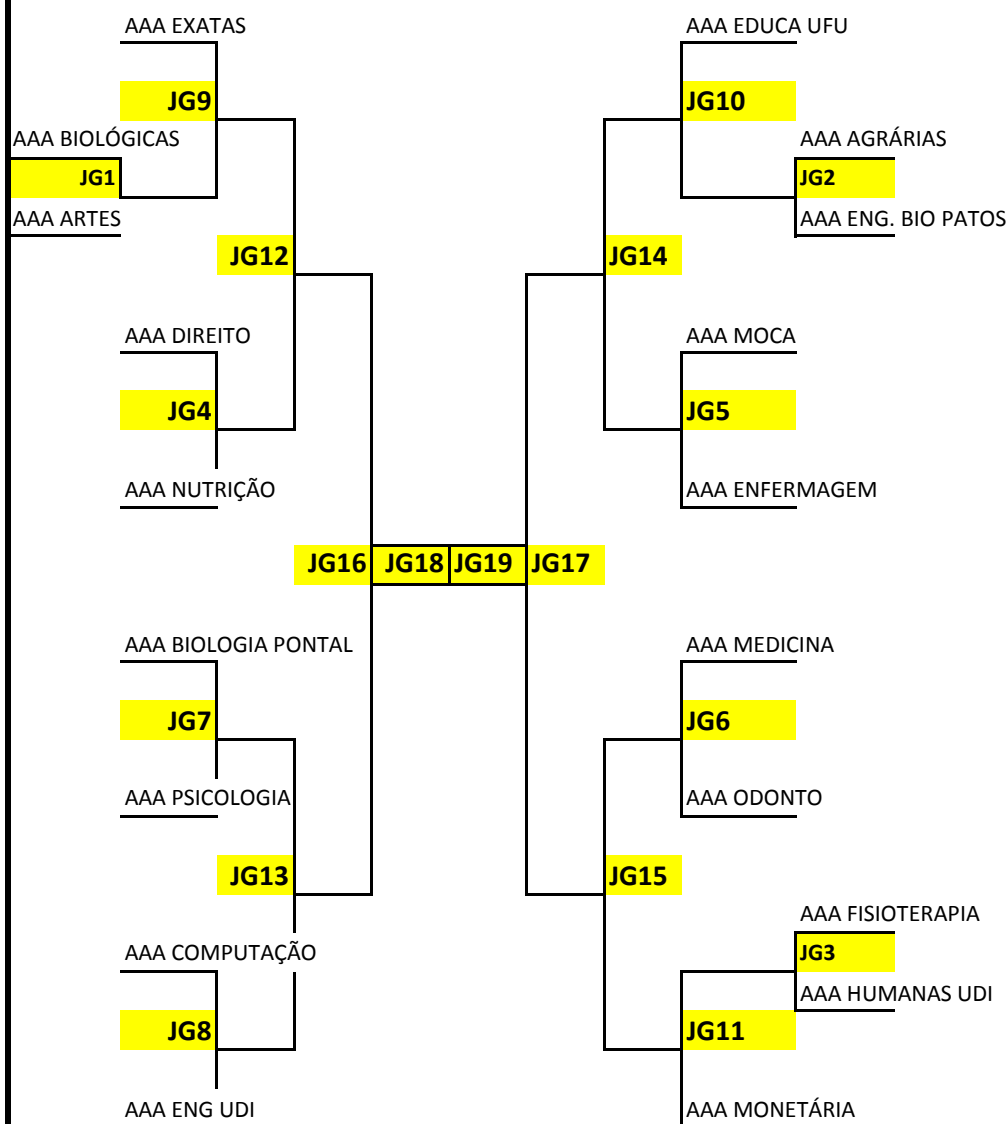 AAA EXATAS
AAA EDUCA UFU
JG9
JG10
AAA BIOLÓGICAS
AAA AGRÁRIAS
JG1
JG2
AAA ARTES
AAA ENG. BIO PATOS
JG12
JG14
AAA DIREITO
AAA MOCA
JG4
JG5
AAA NUTRIÇÃO
AAA ENFERMAGEM
JG16 JG18 JG19 JG17
AAA BIOLOGIA PONTAL
AAA MEDICINA
JG7
JG6
AAA PSICOLOGIA
AAA ODONTO
JG13
JG15
AAA FISIOTERAPIA
AAA COMPUTAÇÃO
JG3
AAA HUMANAS UDI
JG8
JG11
AAA ENG UDI
AAA MONETÁRIA